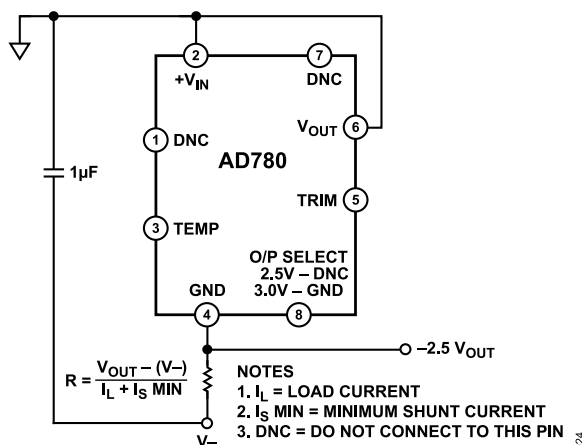 2
7
+VIN
DNC
1
DNC
VOUT
6
AD780
1µF
TRIM
5
3
TEMP
O/P SELECT
2.5V – DNC
3.0V – GND
GND
4
8
–2.5 VOUT
R = VOUT – (V–)
IL + IS MIN
V–
NOTES
1. IL = LOAD CURRENT
2. IS MIN = MINIMUM SHUNT CURRENT
3. DNC = DO NOT CONNECT TO THIS PIN